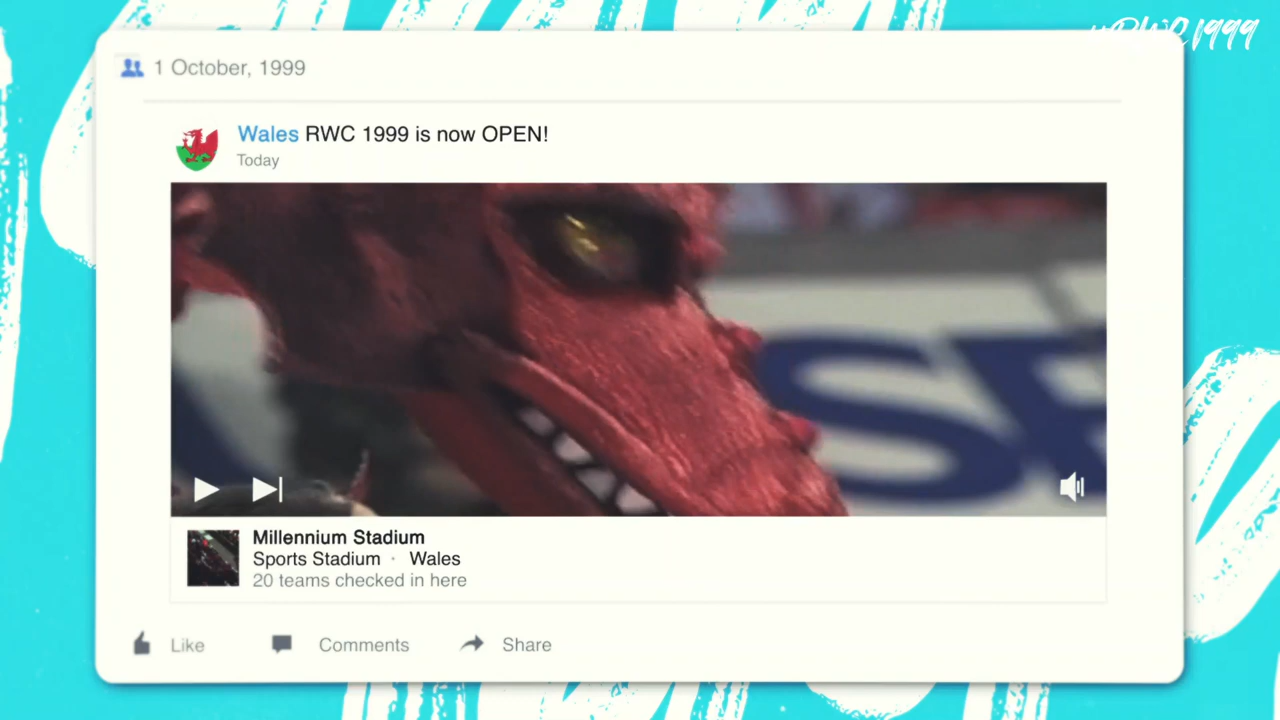 #RWC1999
1 October, 1999
Wales RWC 1999 is now OPEN!
Today
Millennium Stadium
Sports Stadium · Wales
20 teams checked in here
Like Comments Share